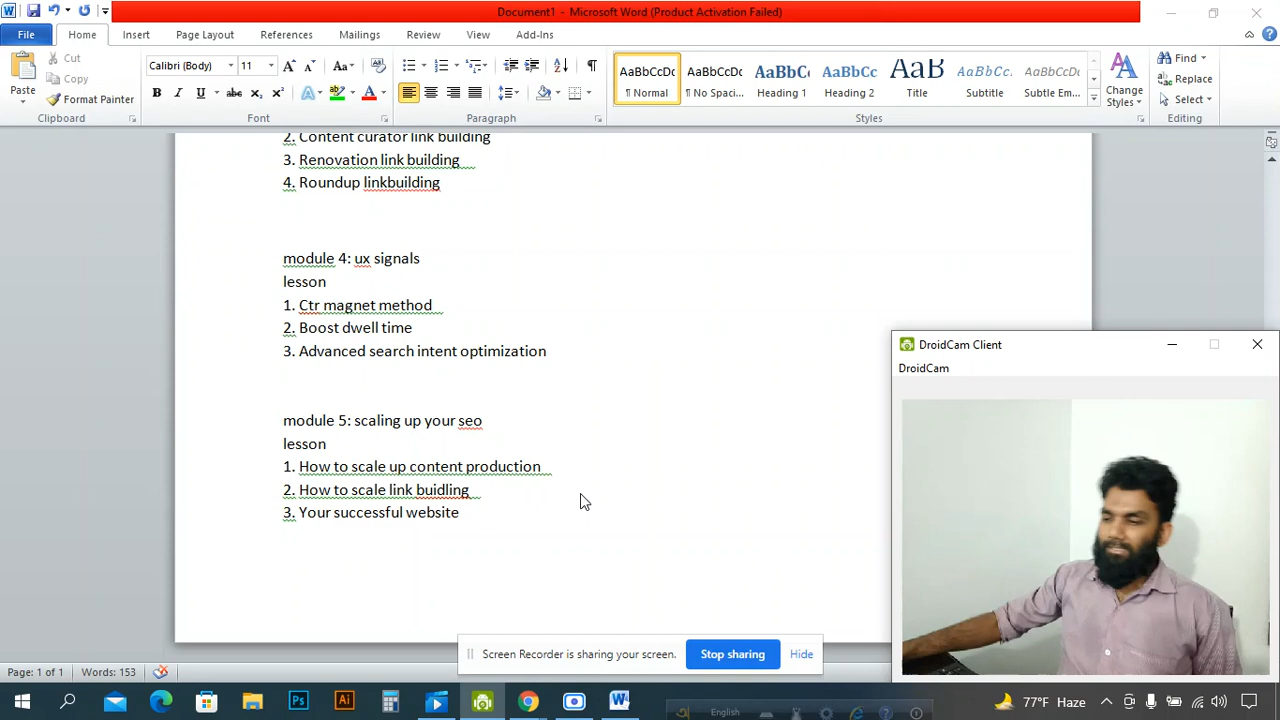 Document1 - Microsoft Word (Product Activation Failed)
File Home Insert Page Layout References Mailings Review View Add-Ins
Paste Cut Copy Format Painter
Calibri (Body) 11
AaBbCcDc AaBbCcDc AaBbC AaBbCc AaB AaBbCcL AaBbCcDc
¶ Normal ¶ No Spaci... Heading 1 Heading 2 Title Subtitle Subtle Em...
Change Styles
Find Replace Select
Clipboard Font Paragraph Styles Editing
2. Content curator link building
3. Renovation link building
4. Roundup linkbuilding
module 4: ux signals
lesson
1. Ctr magnet method
2. Boost dwell time
3. Advanced search intent optimization
module 5: scaling up your seo
lesson
1. How to scale up content production
2. How to scale link buidling
3. Your successful website
DroidCam Client
DroidCam
Screen Recorder is sharing your screen. Stop sharing Hide
Page: 1 of 1 Words: 153
Ps Ai English 77°F Haze